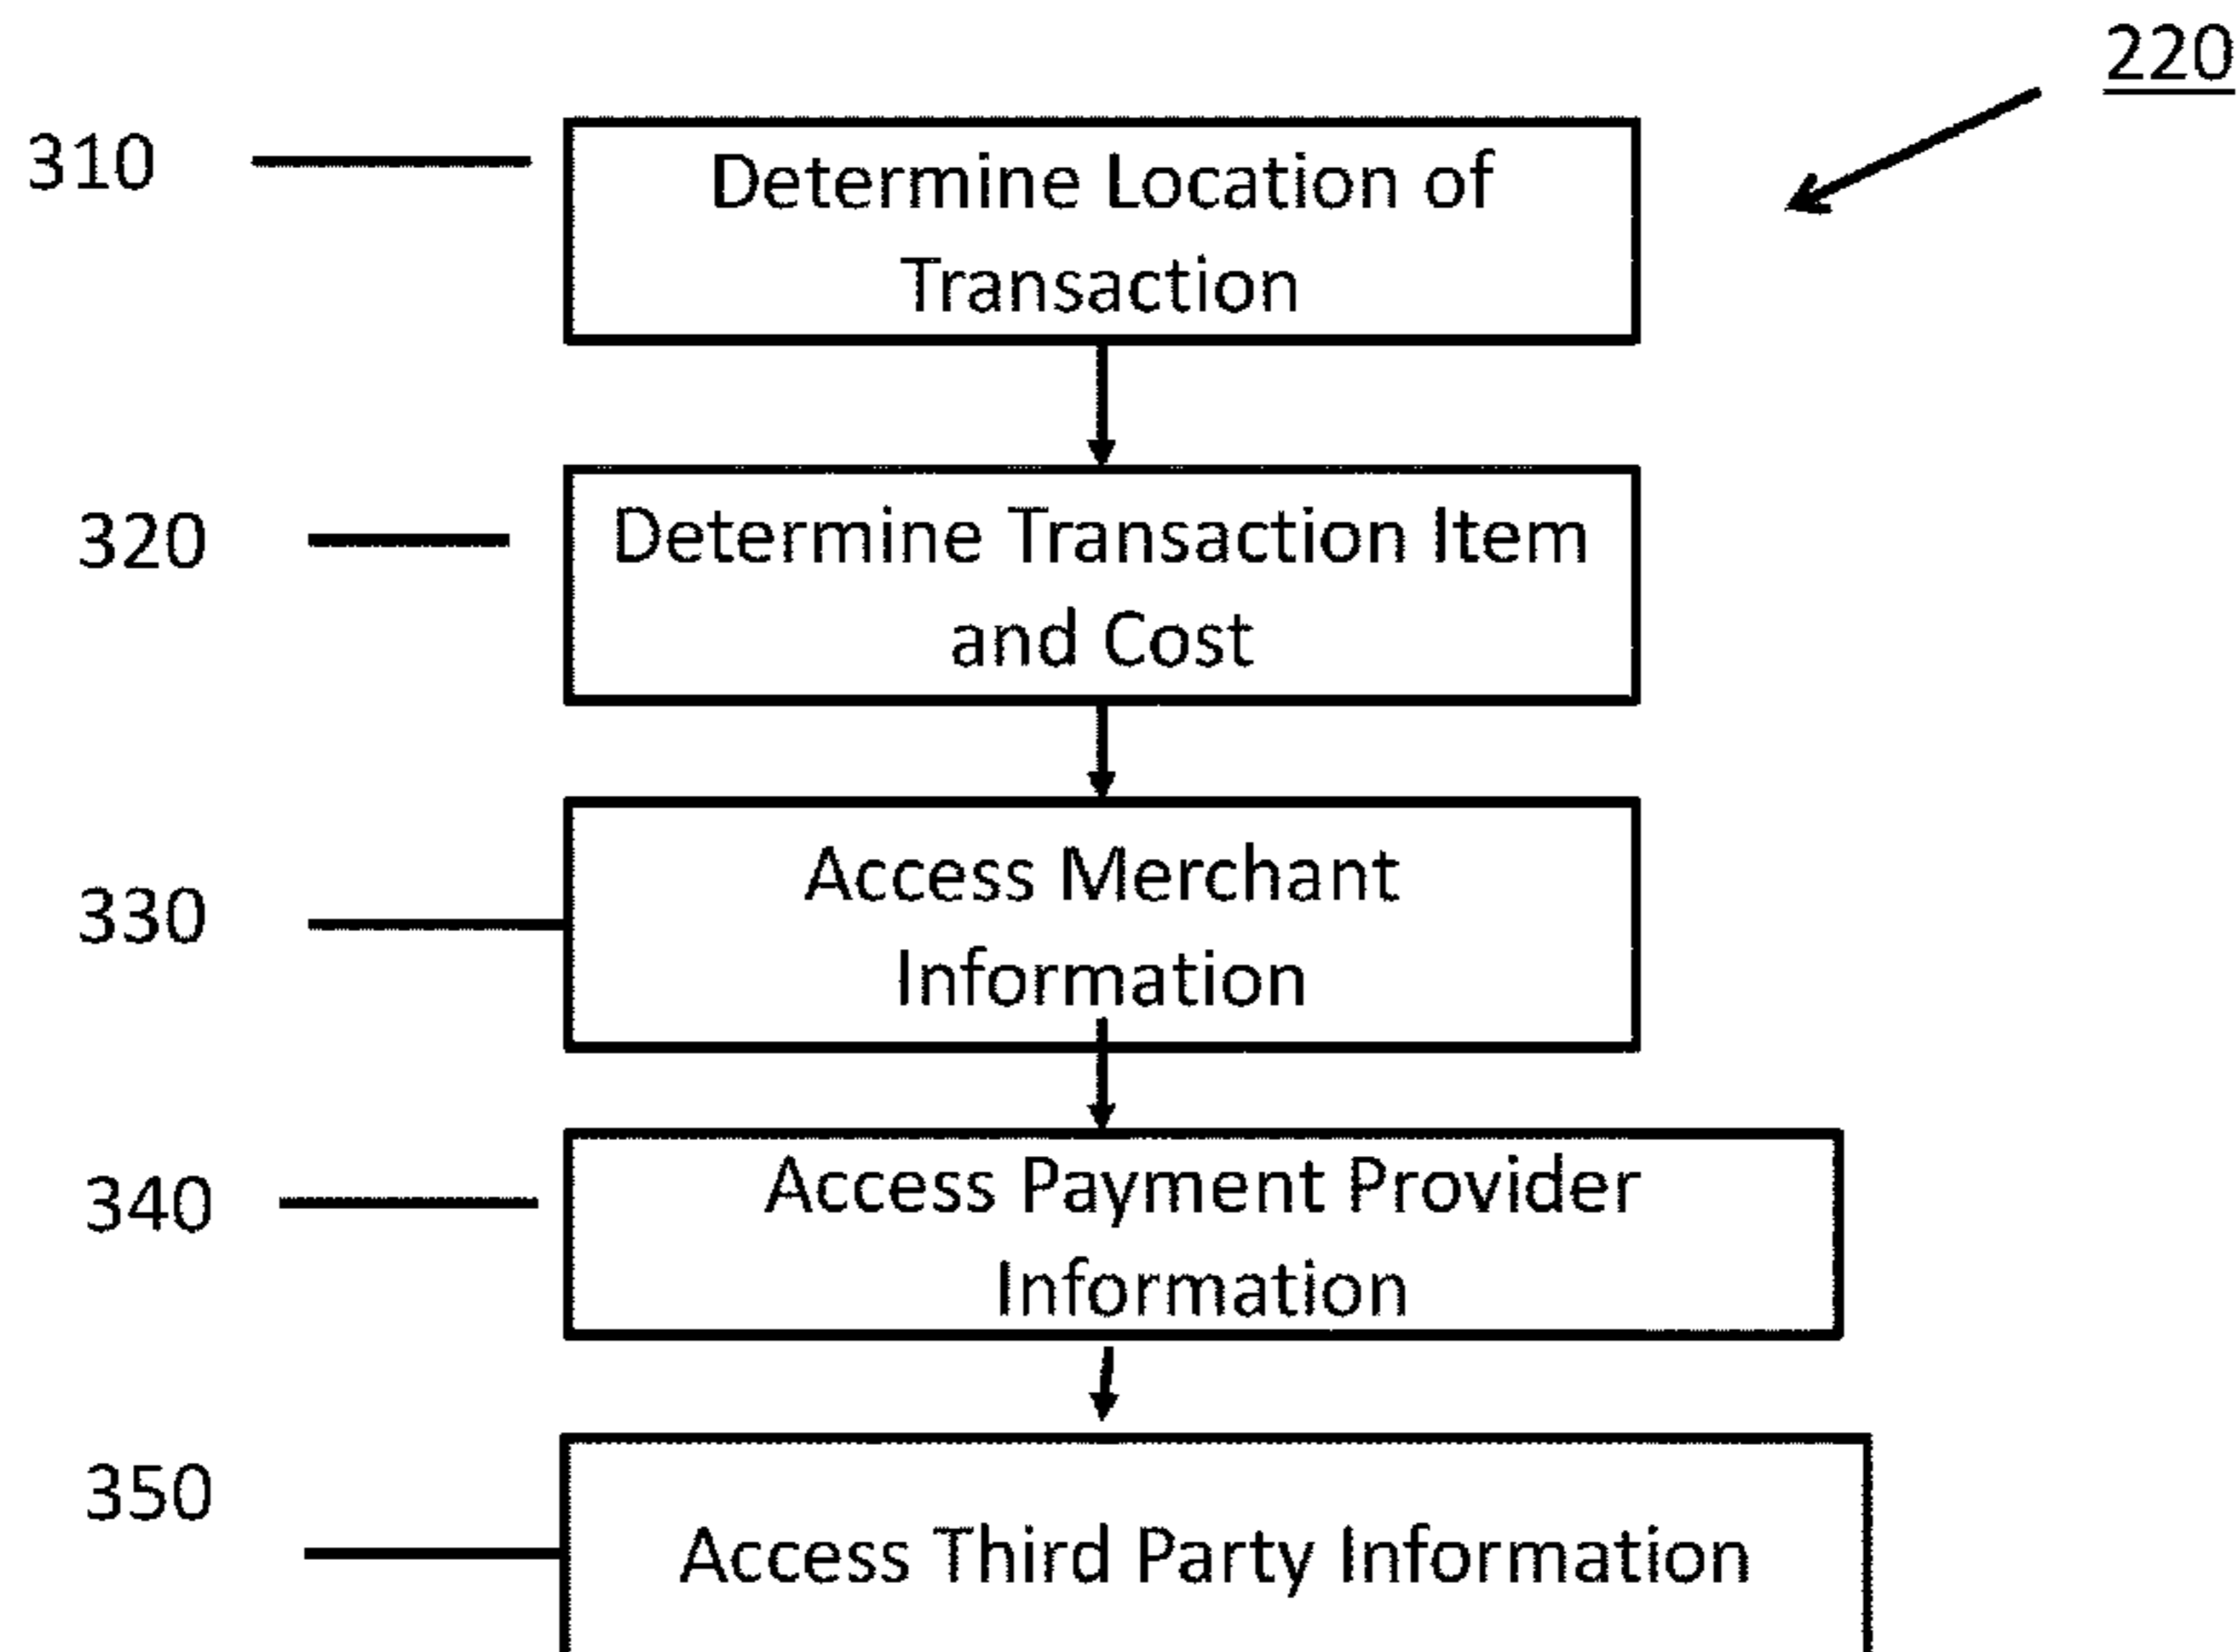 220
310
Determine Location of
Transaction
320
Determine Transaction Item
and Cost
330
Access Merchant
Information
340
Access Payment Provider
Information
350
Access Third Party Information